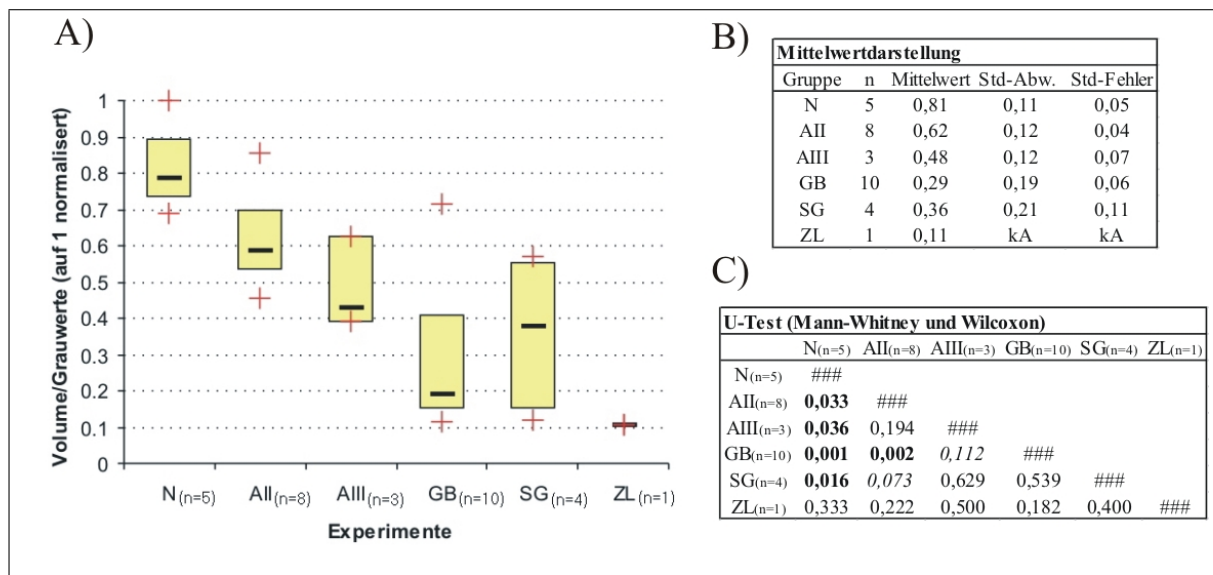 A)
Volume/Grauwerte (auf 1 normalisert)
1
0.9
0.8
0.7
0.6
0.5
0.4
0.3
0.2
0.1
0
N(n=5) AII(n=8) AIII(n=3) GB(n=10) SG(n=4) ZL(n=1)
Experimente
B)
Mittelwertdarstellung
Gruppe n Mittelwert Std-Abw. Std-Fehler
N 5 0,81 0,11 0,05
AII 8 0,62 0,12 0,04
AIII 3 0,48 0,12 0,07
GB 10 0,29 0,19 0,06
SG 4 0,36 0,21 0,11
ZL 1 0,11 kA kA
C)
U-Test (Mann-Whitney und Wilcoxon)
N(n=5) AII(n=8) AIII(n=3) GB(n=10) SG(n=4) ZL(n=1)
N(n=5) ###
AII(n=8) 0,033 ###
AIII(n=3) 0,036 0,194 ###
GB(n=10) 0,001 0,002 0,112 ###
SG(n=4) 0,016 0,073 0,629 0,539 ###
ZL(n=1) 0,333 0,222 0,500 0,182 0,400 ###